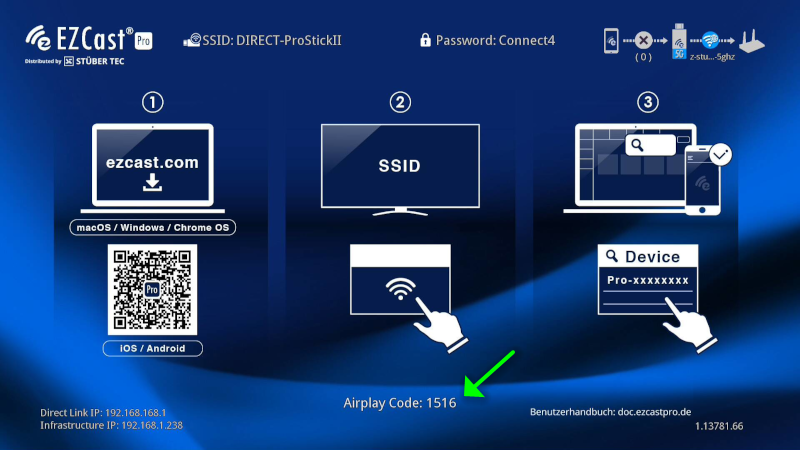 EZCast® Pro
Distributed by STÜBER TEC
SSID: DIRECT-ProStickII
Password: Connect4
5G
( 0 )
z-stu...-5ghz
1
ezcast.com
macOS / Windows / Chrome OS
Pro
iOS / Android
2
SSID
3
Device
Pro-xxxxxxxx
Airplay Code: 1516
Direct Link IP: 192.168.168.1
Infrastructure IP: 192.168.1.238
Benutzerhandbuch: doc.ezcastpro.de
1.13781.66